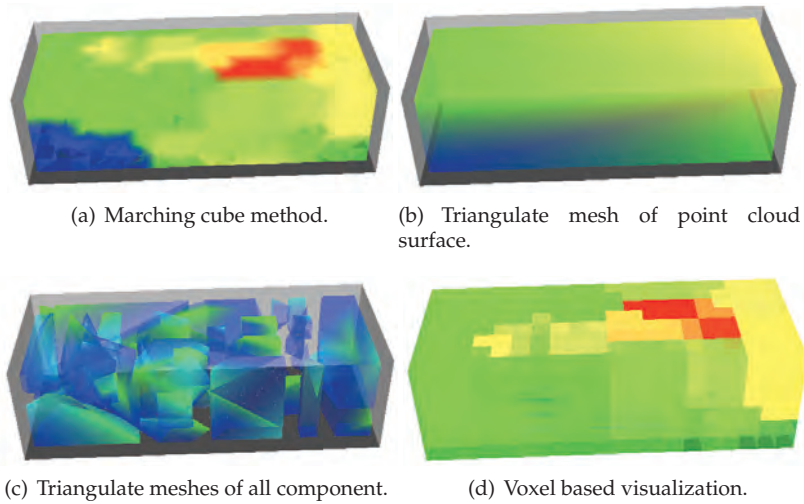 (a) Marching cube method.
(b) Triangulate mesh of point cloud
surface.
(c) Triangulate meshes of all component.
(d) Voxel based visualization.